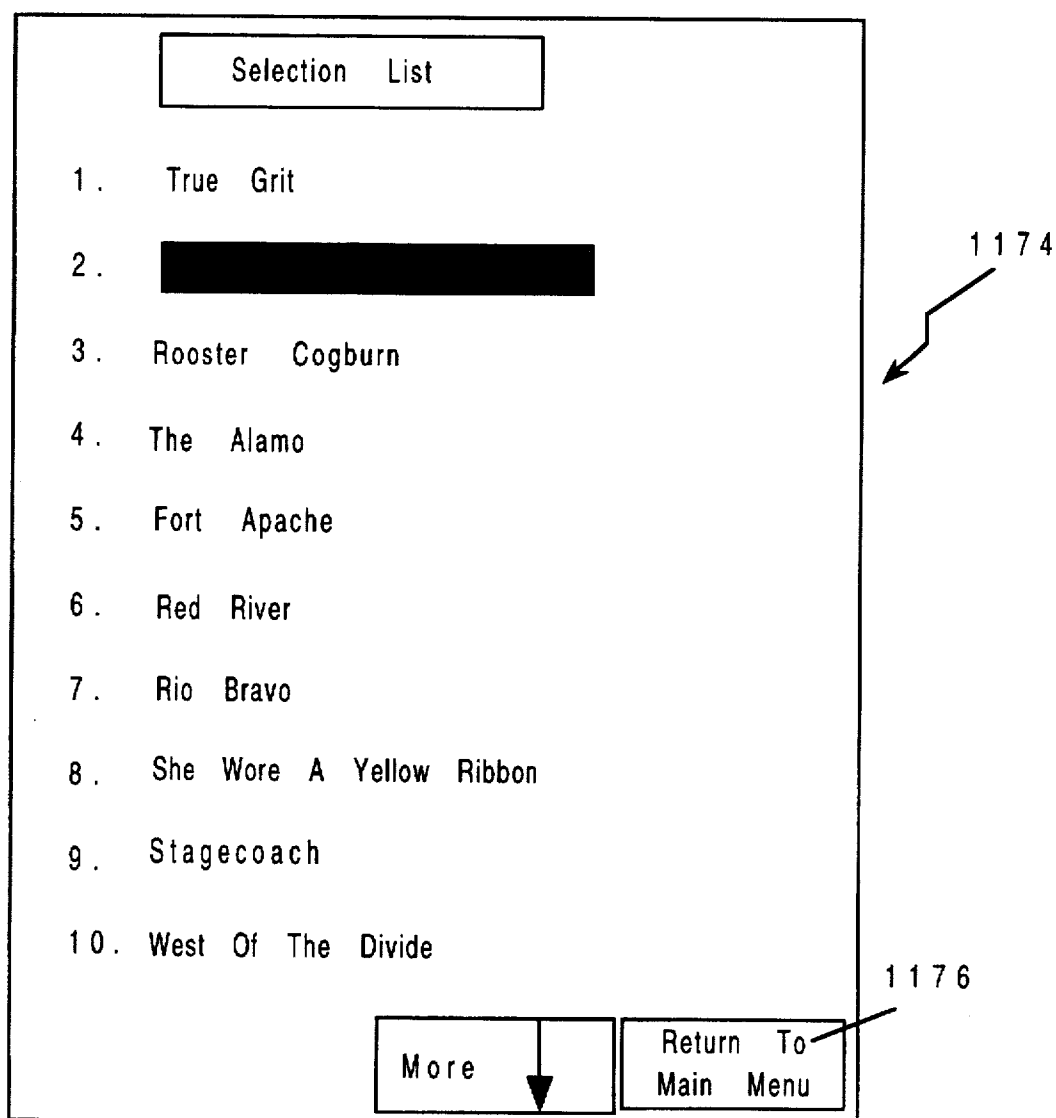 Selection List
1. True Grit
2.
3. Rooster Cogburn
1174
4. The Alamo
5. Fort Apache
6. Red River
7. Rio Bravo
8. She Wore A Yellow Ribbon
9. Stagecoach
10. West Of The Divide
1176
More
Return To
Main Menu